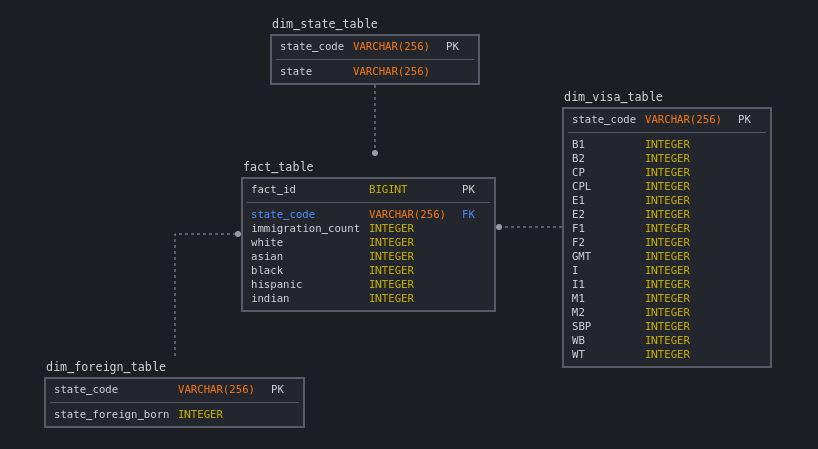 dim_state_table
state_code VARCHAR(256) PK
state VARCHAR(256)
dim_visa_table
state_code VARCHAR(256) PK
B1 INTEGER
B2 INTEGER
CP INTEGER
CPL INTEGER
E1 INTEGER
E2 INTEGER
F1 INTEGER
F2 INTEGER
GMT INTEGER
I INTEGER
I1 INTEGER
M1 INTEGER
M2 INTEGER
SBP INTEGER
WB INTEGER
WT INTEGER
fact_table
fact_id BIGINT PK
state_code VARCHAR(256) FK
immigration_count INTEGER
white INTEGER
asian INTEGER
black INTEGER
hispanic INTEGER
indian INTEGER
dim_foreign_table
state_code VARCHAR(256) PK
state_foreign_born INTEGER